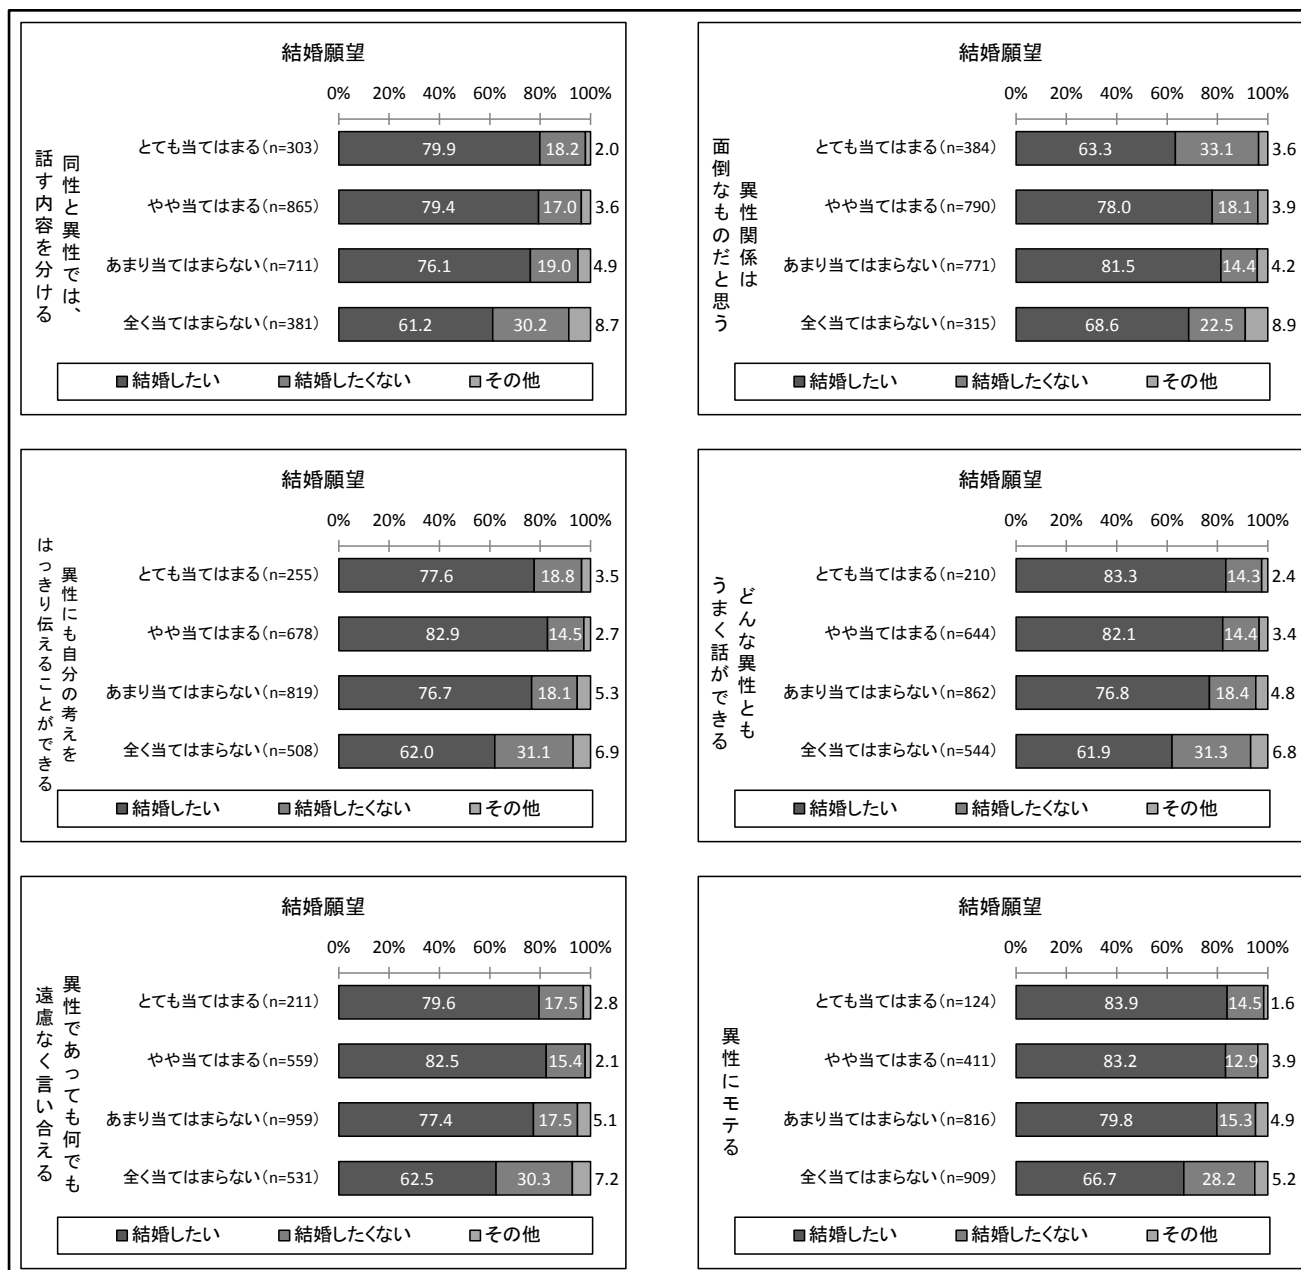 結婚願望
0% 20% 40% 60% 80% 100%
同性と異性では、
話す内容を分ける
とても当てはまる(n=303) 79.9 18.2 2.0
やや当てはまる(n=865) 79.4 17.0 3.6
あまり当てはまらない(n=711) 76.1 19.0 4.9
全く当てはまらない(n=381) 61.2 30.2 8.7
結婚したい 結婚したくない その他
結婚願望
0% 20% 40% 60% 80% 100%
異性関係は
面倒なものだと思う
とても当てはまる(n=384) 63.3 33.1 3.6
やや当てはまる(n=790) 78.0 18.1 3.9
あまり当てはまらない(n=771) 81.5 14.4 4.2
全く当てはまらない(n=315) 68.6 22.5 8.9
結婚したい 結婚したくない その他
結婚願望
0% 20% 40% 60% 80% 100%
異性にも自分の考えを
はっきり伝えることができる
とても当てはまる(n=255) 77.6 18.8 3.5
やや当てはまる(n=678) 82.9 14.5 2.7
あまり当てはまらない(n=819) 76.7 18.1 5.3
全く当てはまらない(n=508) 62.0 31.1 6.9
結婚したい 結婚したくない その他
結婚願望
0% 20% 40% 60% 80% 100%
どんな異性とも
うまく話ができる
とても当てはまる(n=210) 83.3 14.3 2.4
やや当てはまる(n=644) 82.1 14.4 3.4
あまり当てはまらない(n=862) 76.8 18.4 4.8
全く当てはまらない(n=544) 61.9 31.3 6.8
結婚したい 結婚したくない その他
結婚願望
0% 20% 40% 60% 80% 100%
異性であっても何でも
遠慮なく言い合える
とても当てはまる(n=211) 79.6 17.5 2.8
やや当てはまる(n=559) 82.5 15.4 2.1
あまり当てはまらない(n=959) 77.4 17.5 5.1
全く当てはまらない(n=531) 62.5 30.3 7.2
結婚したい 結婚したくない その他
結婚願望
0% 20% 40% 60% 80% 100%
異性にモテる
とても当てはまる(n=124) 83.9 14.5 1.6
やや当てはまる(n=411) 83.2 12.9 3.9
あまり当てはまらない(n=816) 79.8 15.3 4.9
全く当てはまらない(n=909) 66.7 28.2 5.2
結婚したい 結婚したくない その他